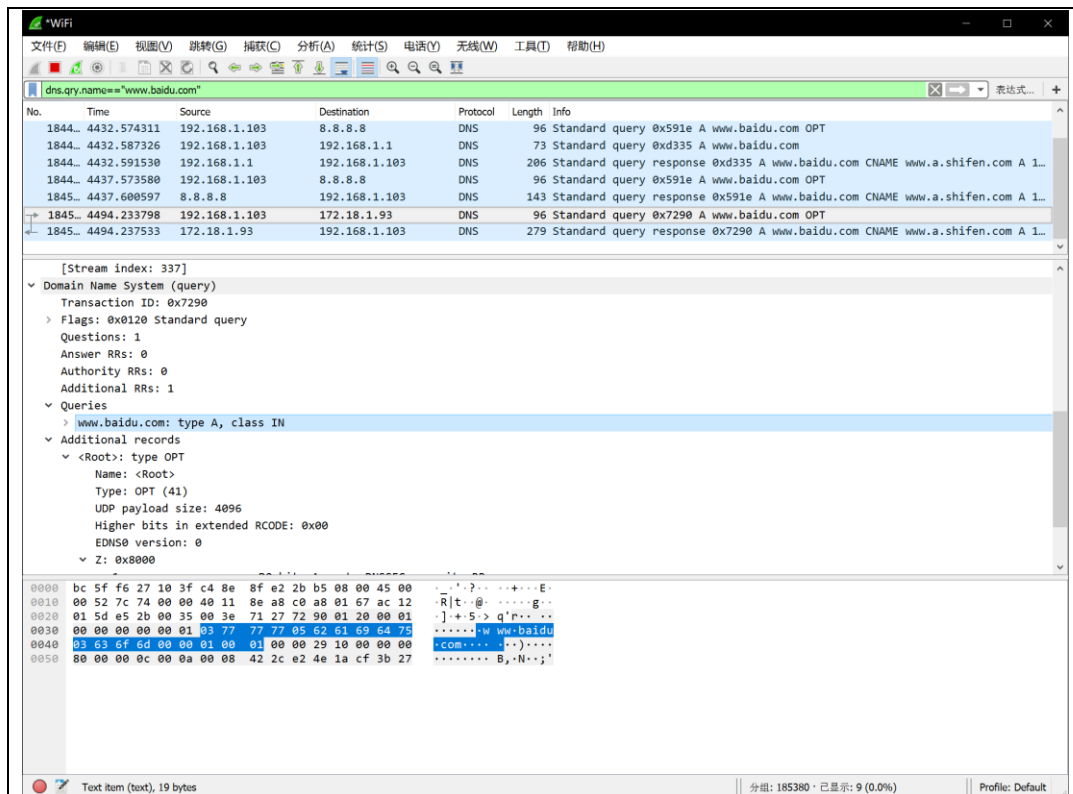 *WiFi
文件(F) 编辑(E) 视图(V) 跳转(G) 捕获(C) 分析(A) 统计(S) 电话(Y) 无线(W) 工具(T) 帮助(H)
dns.qry.name=="www.baidu.com" 表达式… +
No. Time Source Destination Protocol Length Info
1844… 4432.574311 192.168.1.103 8.8.8.8 DNS 96 Standard query 0x591e A www.baidu.com OPT
1844… 4432.587326 192.168.1.103 192.168.1.1 DNS 73 Standard query 0xd335 A www.baidu.com
1844… 4432.591530 192.168.1.1 192.168.1.103 DNS 206 Standard query response 0xd335 A www.baidu.com CNAME www.a.shifen.com A 1…
1844… 4437.573580 192.168.1.103 8.8.8.8 DNS 96 Standard query 0x591e A www.baidu.com OPT
1845… 4437.600597 8.8.8.8 192.168.1.103 DNS 143 Standard query response 0x591e A www.baidu.com CNAME www.a.shifen.com A 1…
1845… 4494.233798 192.168.1.103 172.18.1.93 DNS 96 Standard query 0x7290 A www.baidu.com OPT
1845… 4494.237533 172.18.1.93 192.168.1.103 DNS 279 Standard query response 0x7290 A www.baidu.com CNAME www.a.shifen.com A 1…
[Stream index: 337]
Domain Name System (query)
Transaction ID: 0x7290
Flags: 0x0120 Standard query
Questions: 1
Answer RRs: 0
Authority RRs: 0
Additional RRs: 1
Queries
www.baidu.com: type A, class IN
Additional records
<Root>: type OPT
Name: <Root>
Type: OPT (41)
UDP payload size: 4096
Higher bits in extended RCODE: 0x00
EDNS0 version: 0
Z: 0x8000
0000 bc 5f f6 27 10 3f c4 8e 8f e2 2b b5 08 00 45 00 ·_·'·?·· ··+···E·
0010 00 52 7c 74 00 00 40 11 8e a8 c0 a8 01 67 ac 12 ·R|t··@· ·····g··
0020 01 5d e5 2b 00 35 00 3e 71 27 72 90 01 20 00 01 ·]·+·5·> q'r·· ··
0030 00 00 00 00 00 01 03 77 77 77 05 62 61 69 64 75 ·······w ww·baidu
0040 03 63 6f 6d 00 00 01 00 01 00 00 29 10 00 00 00 ·com···· ···)····
0050 80 00 00 0c 00 0a 00 08 42 2c e2 4e 1a cf 3b 27 ········ B,·N··;'
Text item (text), 19 bytes 分组: 185380 · 已显示: 9 (0.0%) Profile: Default